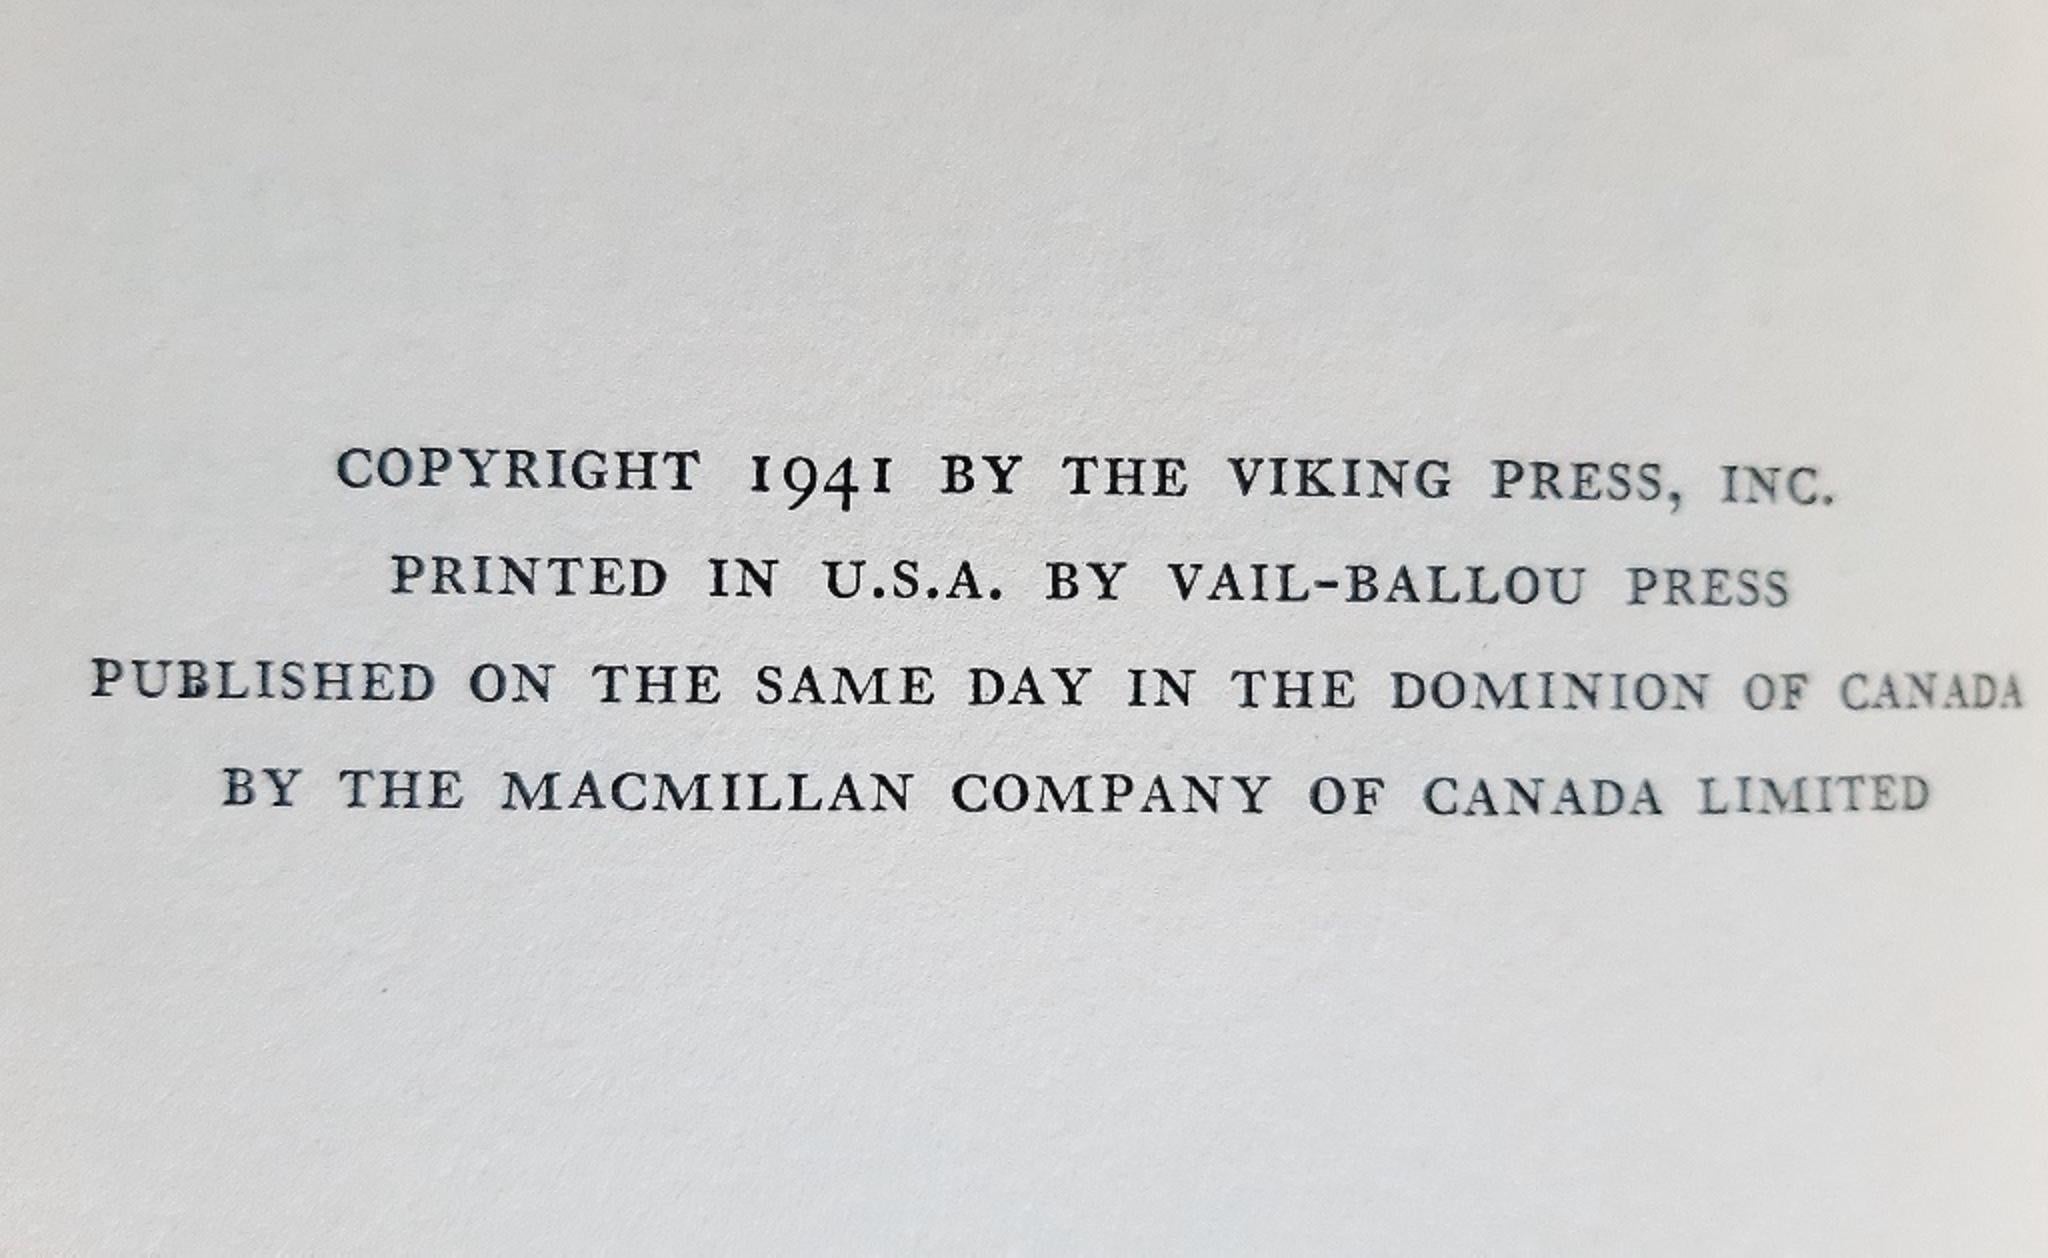 COPYRIGHT 1941 BY THE VIKING PRESS, INC.
PRINTED IN U.S.A. BY VAIL-BALLOU PRESS
PUBLISHED ON THE SAME DAY IN THE DOMINION OF CANADA
BY THE MACMILLAN COMPANY OF CANADA LIMITED